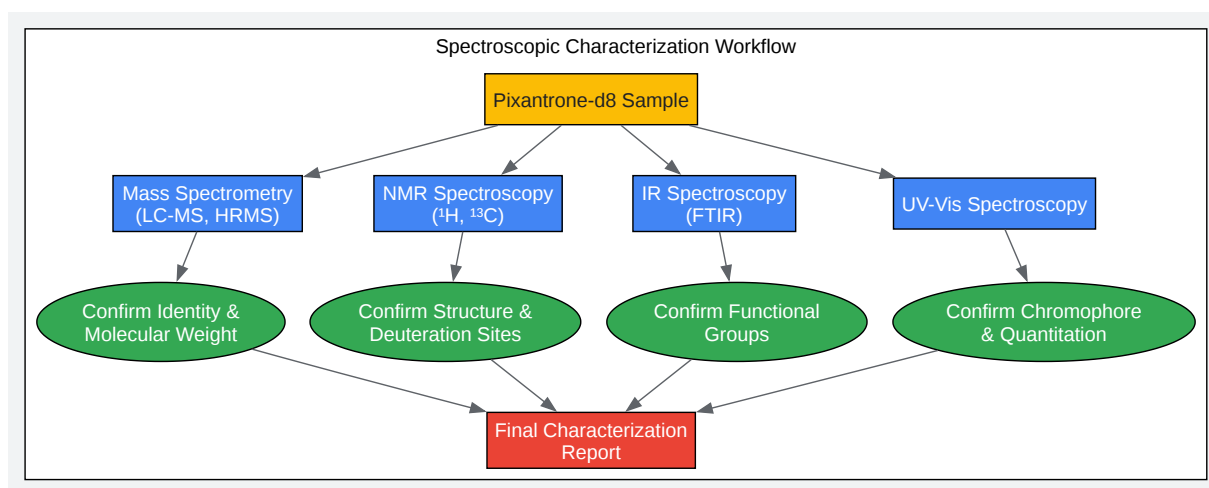 Spectroscopic Characterization Workflow
Pixantrone-d8 Sample
Mass Spectrometry
(LC-MS, HRMS)
NMR Spectroscopy
(¹H, ¹³C)
IR Spectroscopy
(FTIR)
UV-Vis Spectroscopy
Confirm Identity &
Molecular Weight
Confirm Structure &
Deuteration Sites
Confirm Functional
Groups
Confirm Chromophore
& Quantitation
Final Characterization
Report